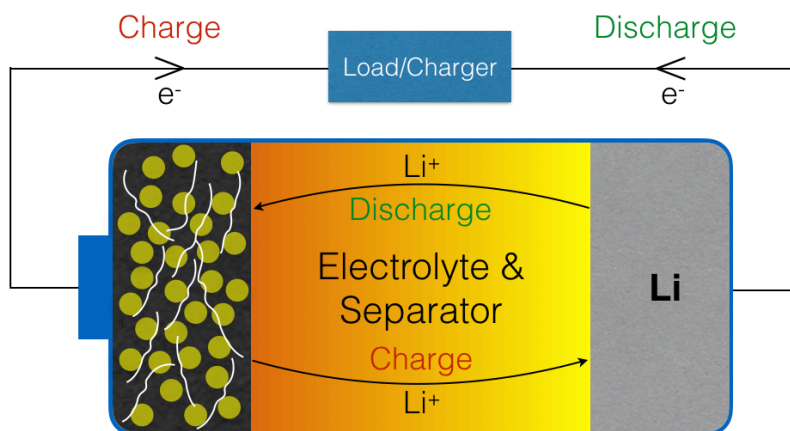 Charge
Discharge
Load/Charger
e⁻
e⁻
Li⁺
Discharge
Electrolyte &
Separator
Li
Charge
Li⁺